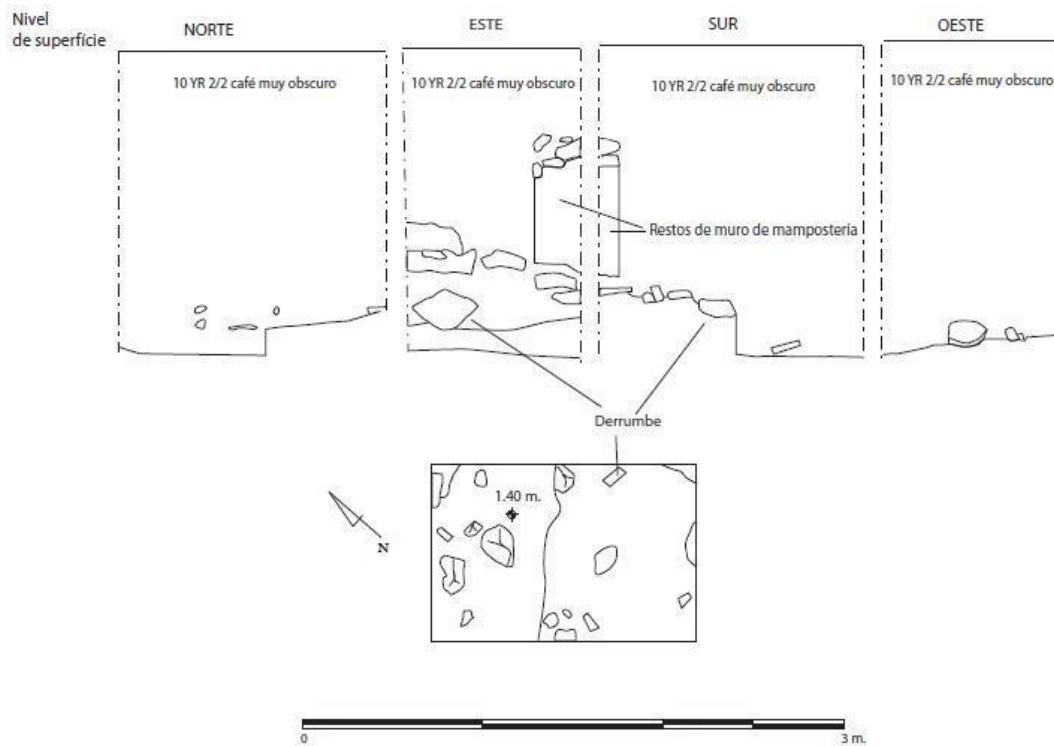 Nivel
de superfície
NORTE
ESTE
SUR
OESTE
10 YR 2/2 café muy obscuro
10 YR 2/2 café muy obscuro
10 YR 2/2 café muy obscuro
10 YR 2/2 café muy obscuro
Restos de muro de mampostería
Derrumbe
1.40 m.
N
0
3 m.